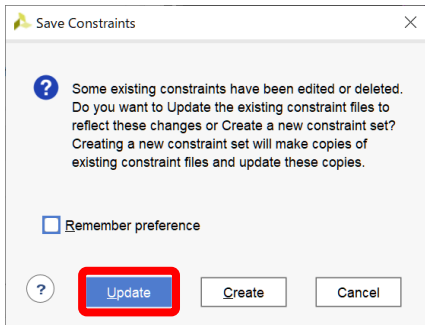 Save Constraints
Some existing constraints have been edited or deleted.
Do you want to Update the existing constraint files to
reflect these changes or Create a new constraint set?
Creating a new constraint set will make copies of
existing constraint files and update these copies.
Remember preference
? Update Create Cancel